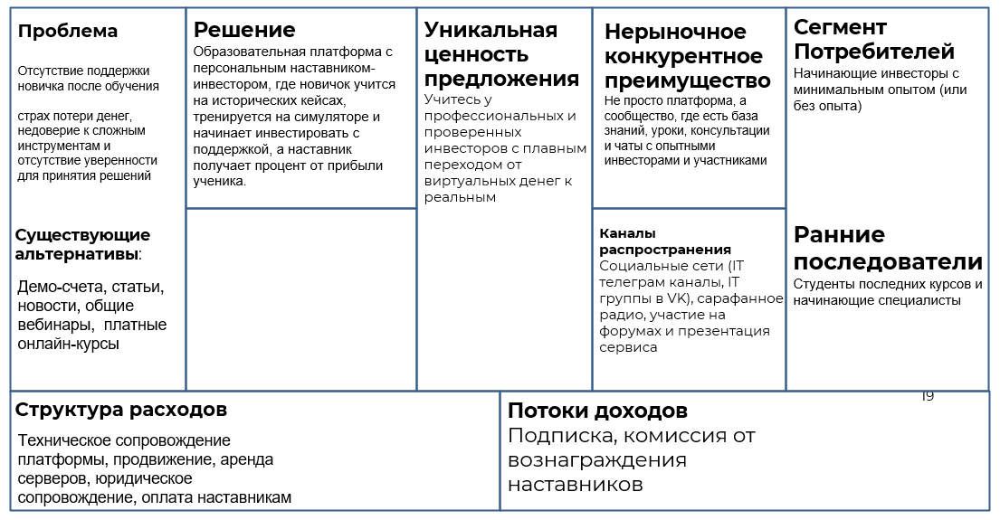 Проблема
Отсутствие поддержки
новичка после обучения
страх потери денег,
недоверие к сложным
инструментам и
отсутствие уверенности
для принятия решений
Существующие
альтернативы:
Демо-счета, статьи,
новости, общие
вебинары,  платные
онлайн-курсы
Решение
Образовательная платформа с
персональным наставником-
инвестором, где новичок учится
на исторических кейсах,
тренируется на симуляторе и
начинает инвестировать с
поддержкой, а наставник
получает процент от прибыли
ученика.
Уникальная
ценность
предложения
Учитесь у
профессиональных и
проверенных
инвесторов с плавным
переходом от
виртуальных денег к
реальным
Нерыночное
конкурентное
преимущество
Не просто платформа, а
сообщество, где есть база
знаний, уроки, консультации
и чаты с опытными
инвесторами и участниками
Каналы
распространения
Социальные сети (IT
телеграм каналы, IT
группы в VK), сарафанное
радио, участие на
форумах и презентация
сервиса
Сегмент
Потребителей
Начинающие инвесторы с
минимальным опытом (или
без опыта)
Ранние
последователи
Студенты последних курсов и
начинающие специалисты
19
Структура расходов
Техническое сопровождение
платформы, продвижение, аренда
серверов, юридическое
сопровождение, оплата наставникам
Потоки доходов
Подписка, комиссия от
вознаграждения
наставников